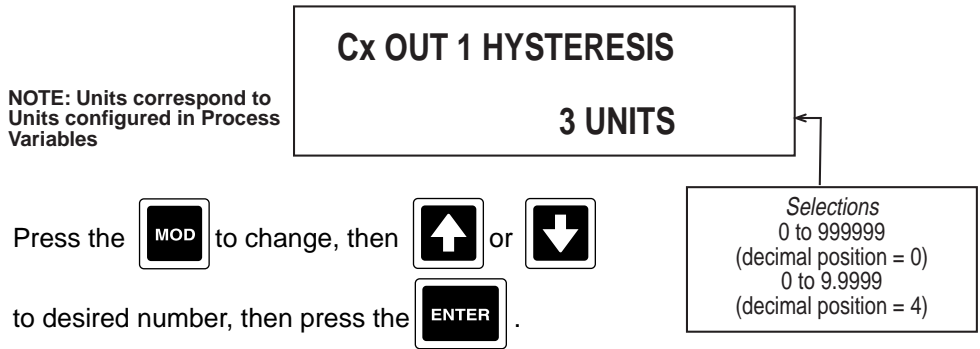 Cx OUT 1 HYSTERESIS
3 UNITS
NOTE: Units correspond to
Units configured in Process
Variables
Press the MOD to change, then or
to desired number, then press the ENTER .
Selections
0 to 999999
(decimal position = 0)
0 to 9.9999
(decimal position = 4)